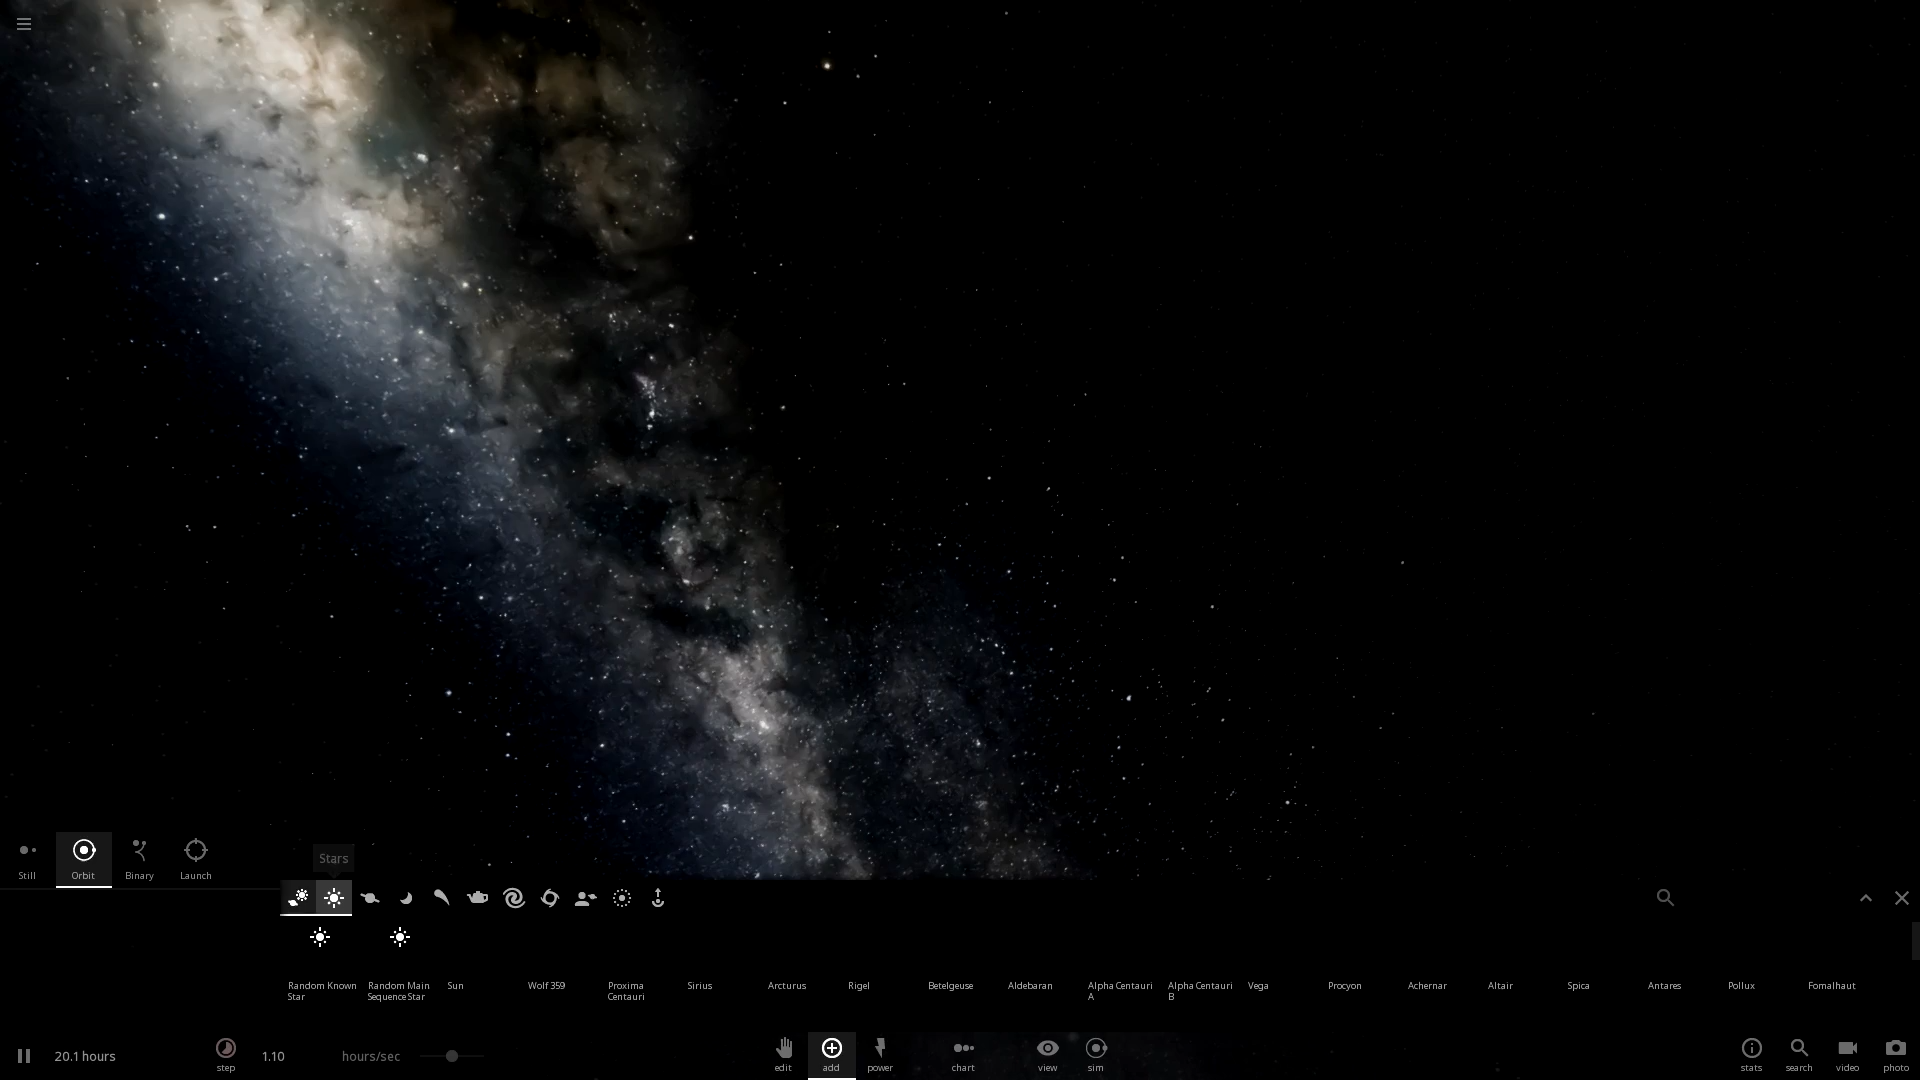 Still
Orbit
Binary
Launch
Stars
Random Known
Star
Random Main
Sequence Star
Sun
Wolf 359
Proxima
Centauri
Sirius
Arcturus
Rigel
Betelgeuse
Aldebaran
Alpha Centauri
A
Alpha Centauri
B
Vega
Procyon
Achernar
Altair
Spica
Antares
Pollux
Fomalhaut
20.1 hours
step
1.10
hours/sec
edit
add
power
chart
view
sim
stats
search
video
photo